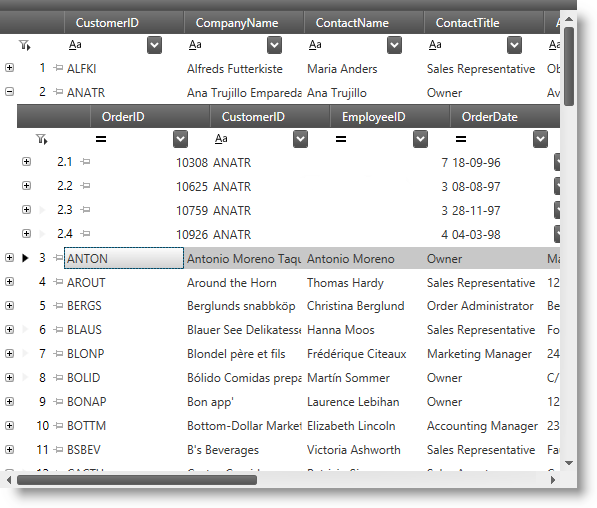 CustomerID CompanyName ContactName ContactTitle A
Aa Aa Aa Aa
1 ALFKI Alfreds Futterkiste Maria Anders Sales Representative Ob
2 ANATR Ana Trujillo Empareda Ana Trujillo Owner Av
OrderID CustomerID EmployeeID OrderDate
= Aa = =
2.1 10308 ANATR 7 18-09-96
2.2 10625 ANATR 3 08-08-97
2.3 10759 ANATR 3 28-11-97
2.4 10926 ANATR 4 04-03-98
3 ANTON Antonio Moreno Taqu Antonio Moreno Owner Ma
4 AROUT Around the Horn Thomas Hardy Sales Representative 12
5 BERGS Berglunds snabbköp Christina Berglund Order Administrator Be
6 BLAUS Blauer See Delikatesse Hanna Moos Sales Representative Fo
7 BLONP Blondel père et fils Frédérique Citeaux Marketing Manager 24
8 BOLID Bólido Comidas prepa Martín Sommer Owner C/
9 BONAP Bon app' Laurence Lebihan Owner 12
10 BOTTM Bottom-Dollar Market Elizabeth Lincoln Accounting Manager 23
11 BSBEV B's Beverages Victoria Ashworth Sales Representative Fa